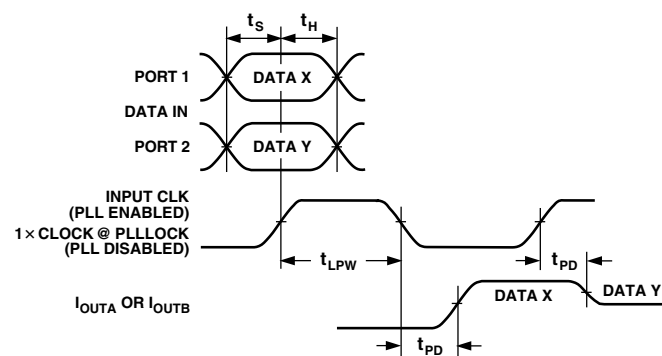 tS tH
PORT 1 DATA X
DATA IN
PORT 2 DATA Y
INPUT CLK
(PLL ENABLED)
1× CLOCK @ PLLLOCK
(PLL DISABLED)
tLPW tPD
DATA X DATA Y
IOUTA OR IOUTB
tPD